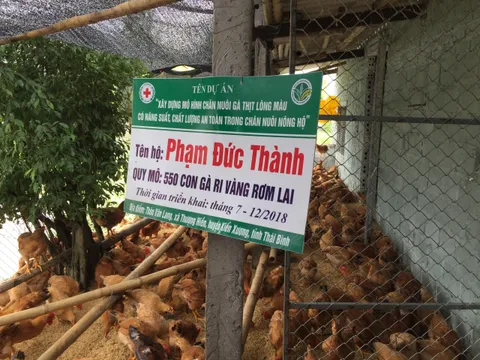 TÊN DỰ ÁN
"XÂY DỰNG MÔ HÌNH CHĂN NUÔI GÀ THỊT LÔNG MÀU
CÓ NĂNG SUẤT, CHẤT LƯỢNG AN TOÀN TRONG CHĂN NUÔI NÔNG HỘ"
Tên hộ: Phạm Đức Thành
QUY MÔ: 550 CON GÀ RI VÀNG RƠM LAI
Thời gian triển khai: tháng 7 - 12/2018
Địa điểm: Thôn Văn Lang, xã Thượng Hiền, huyện Kiến Xương, tỉnh Thái Bình